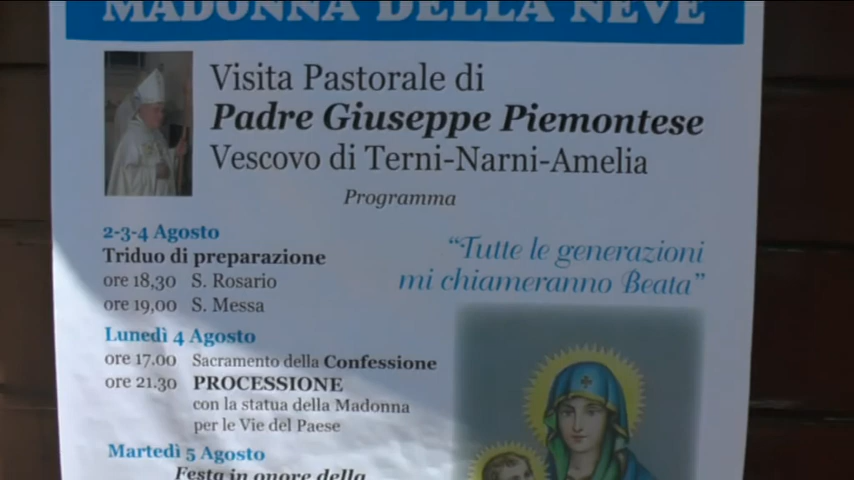 MADONNA DELLA NEVE
Visita Pastorale di
Padre Giuseppe Piemontese
Vescovo di Terni-Narni-Amelia
Programma
2-3-4 Agosto
Triduo di preparazione
ore 18,30 S. Rosario
ore 19,00 S. Messa
"Tutte le generazioni
mi chiameranno Beata"
Lunedì 4 Agosto
ore 17.00 Sacramento della Confessione
ore 21.30 PROCESSIONE
con la statua della Madonna
per le Vie del Paese
Martedì 5 Agosto
Festa in onore della